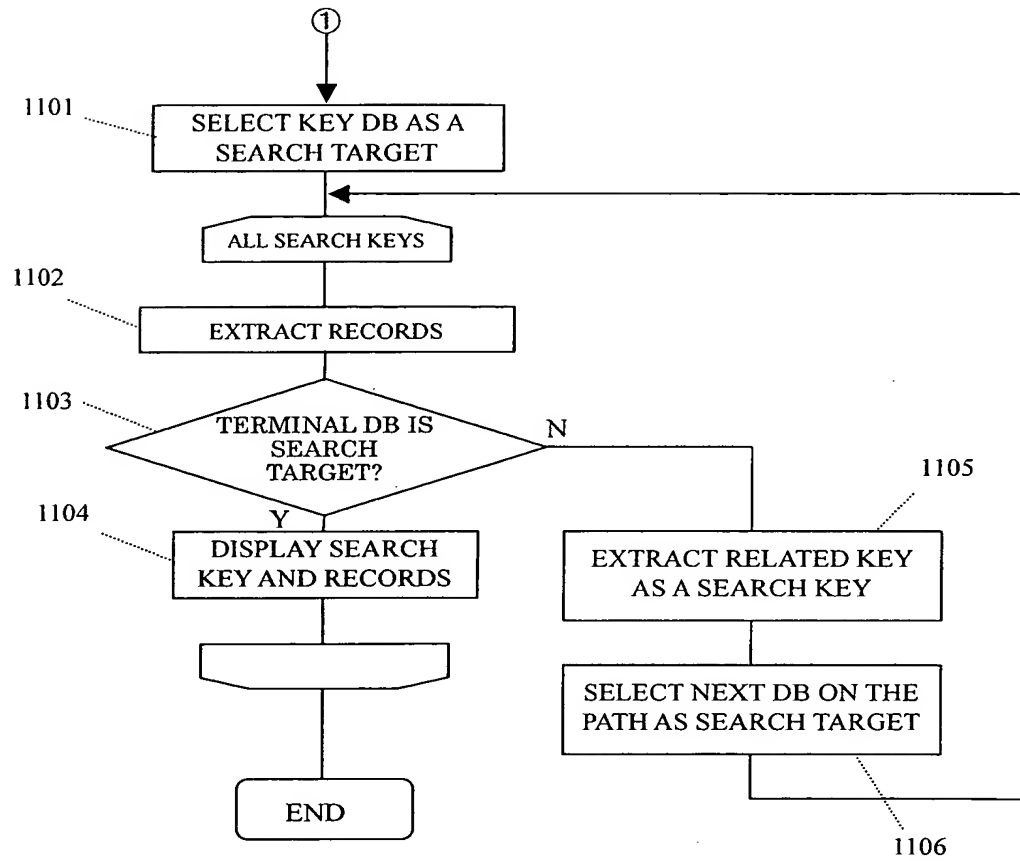 1
1101
SELECT KEY DB AS A
SEARCH TARGET
ALL SEARCH KEYS
1102
EXTRACT RECORDS
1103
TERMINAL DB IS
SEARCH
TARGET?
N
Y
1104
DISPLAY SEARCH
KEY AND RECORDS
1105
EXTRACT RELATED KEY
AS A SEARCH KEY
SELECT NEXT DB ON THE
PATH AS SEARCH TARGET
1106
END